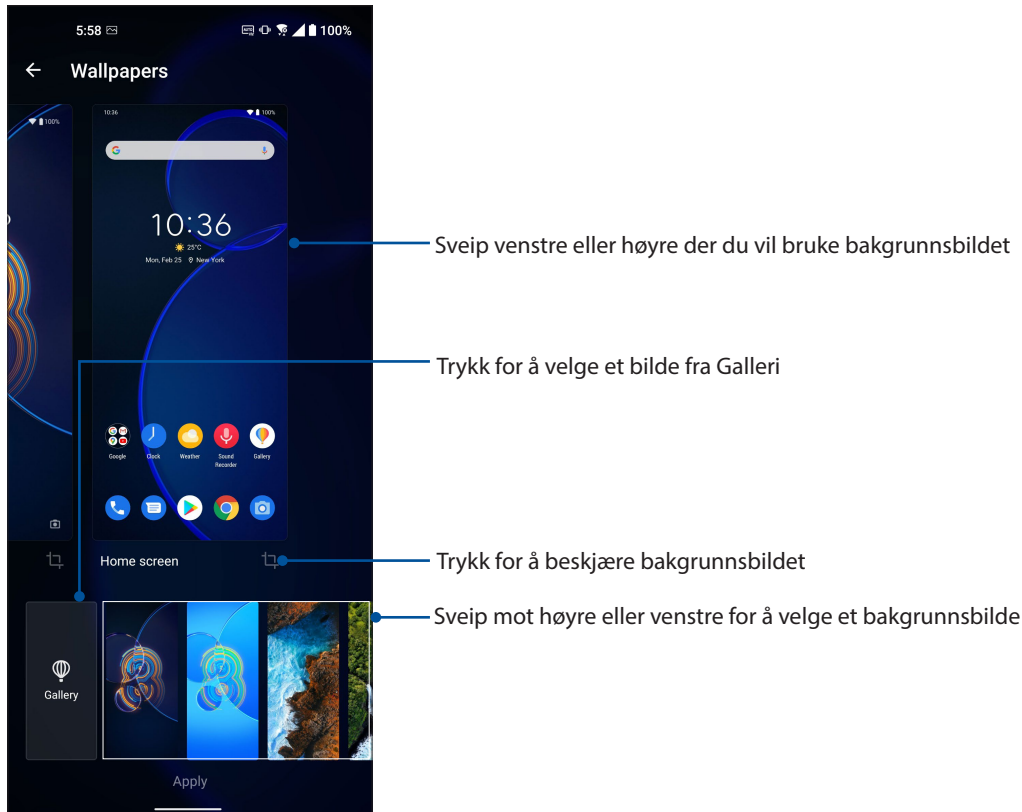 5:58 100%
Wallpapers
100%
10:36 100%
10:36
25°C
Mon, Feb 25 New York
Sveip venstre eller høyre der du vil bruke bakgrunnsbildet
Trykk for å velge et bilde fra Galleri
Google Clock Weather Sound Recorder Gallery
Home screen
Trykk for å beskjære bakgrunnsbildet
Sveip mot høyre eller venstre for å velge et bakgrunnsbilde
Gallery
Apply